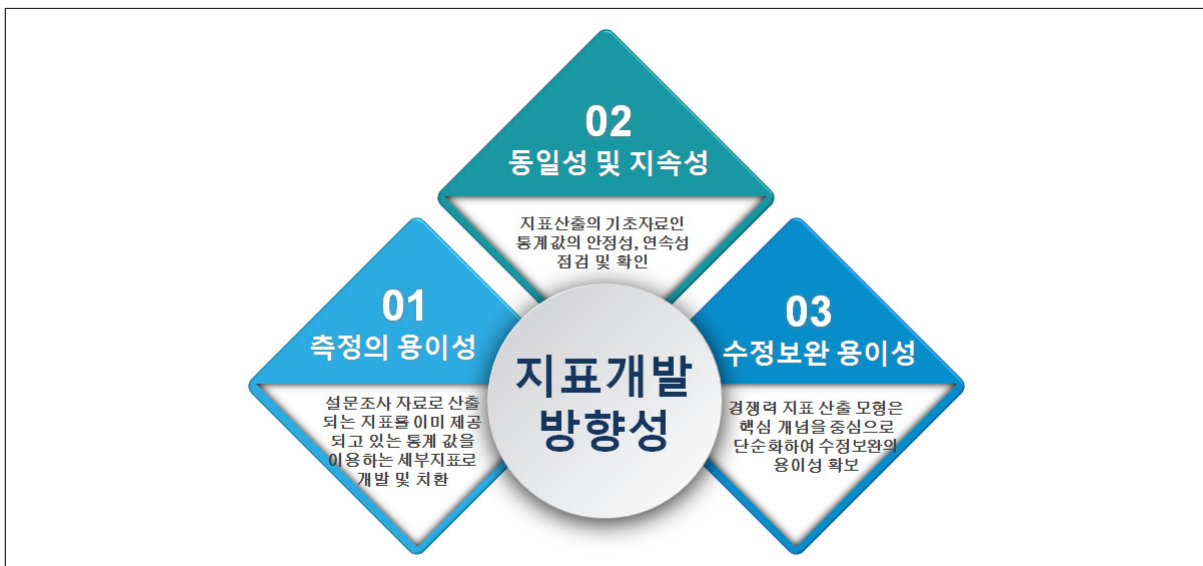 01
측정의 용이성
설문조사 자료로 산출
되는 지표를 이미 제공
되고 있는 통계 값을
이용하는 세부지표로
개발 및 치환
02
동일성 및 지속성
지표산출의 기초자료인
통계값의 안정성, 연속성
점검 및 확인
03
수정보완 용이성
경쟁력 지표 산출 모형은
핵심 개념을 중심으로
단순화하여 수정보완의
용이성 확보
지표개발
방향성